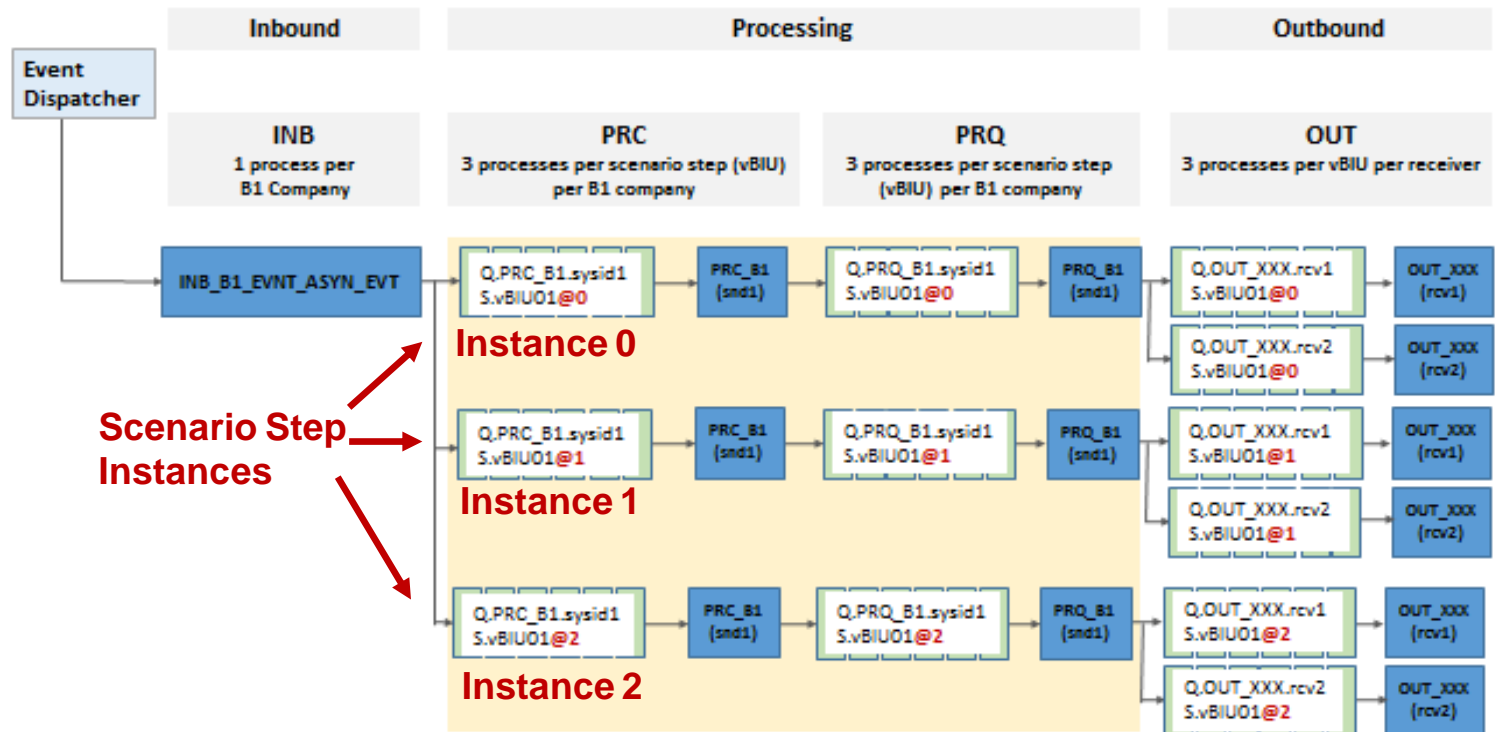 Inbound
Processing
Outbound
Event
Dispatcher
INB
1 process per
B1 Company
PRC
3 processes per scenario step (vBIU)
per B1 company
PRQ
3 processes per scenario step
(vBIU) per B1 company
OUT
3 processes per vBIU per receiver
INB_B1_EVNT_ASYN_EVT
Q.PRC_B1.sysid1
S.vBIU01@0
PRC_B1
(snd1)
Q.PRQ_B1.sysid1
S.vBIU01@0
PRQ_B1
(snd1)
Q.OUT_XXX.rcv1
S.vBIU01@0
OUT_XXX
(rcv1)
Instance 0
Q.OUT_XXX.rcv2
S.vBIU01@0
OUT_XXX
(rcv2)
Scenario Step
Instances
Q.PRC_B1.sysid1
S.vBIU01@1
PRC_B1
(snd1)
Q.PRQ_B1.sysid1
S.vBIU01@1
PRQ_B1
(snd1)
Q.OUT_XXX.rcv1
S.vBIU01@1
OUT_XXX
(rcv1)
Instance 1
Q.OUT_XXX.rcv2
S.vBIU01@1
OUT_XXX
(rcv2)
Q.PRC_B1.sysid1
S.vBIU01@2
PRC_B1
(snd1)
Q.PRQ_B1.sysid1
S.vBIU01@2
PRQ_B1
(snd1)
Q.OUT_XXX.rcv1
S.vBIU01@2
OUT_XXX
(rcv1)
Instance 2
Q.OUT_XXX.rcv2
S.vBIU01@2
OUT_XXX
(rcv2)